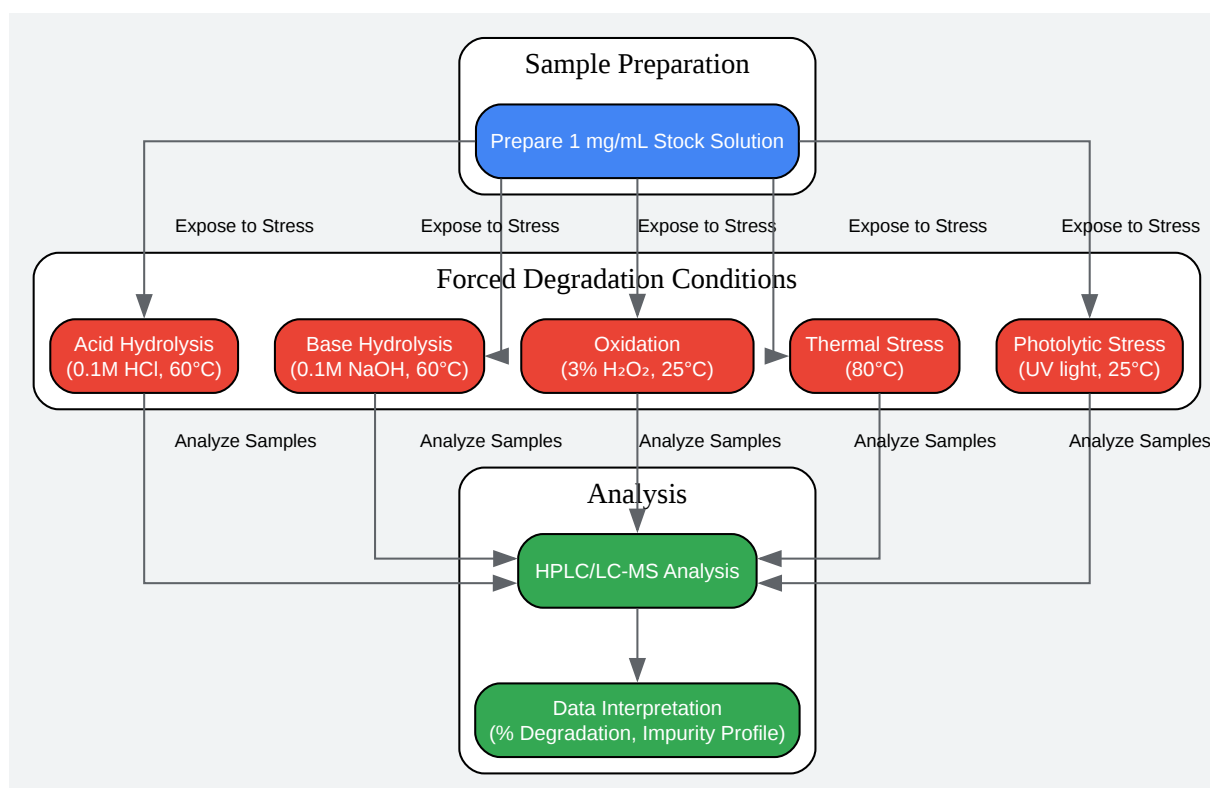 Sample Preparation
Prepare 1 mg/mL Stock Solution
Expose to Stress
Expose to Stress
Expose to Stress
Expose to Stress
Expose to Stress
Forced Degradation Conditions
Acid Hydrolysis
(0.1M HCl, 60°C)
Base Hydrolysis
(0.1M NaOH, 60°C)
Oxidation
(3% H₂O₂, 25°C)
Thermal Stress
(80°C)
Photolytic Stress
(UV light, 25°C)
Analyze Samples
Analyze Samples
Analyze Samples
Analyze Samples
Analyze Samples
Analysis
HPLC/LC-MS Analysis
Data Interpretation
(% Degradation, Impurity Profile)